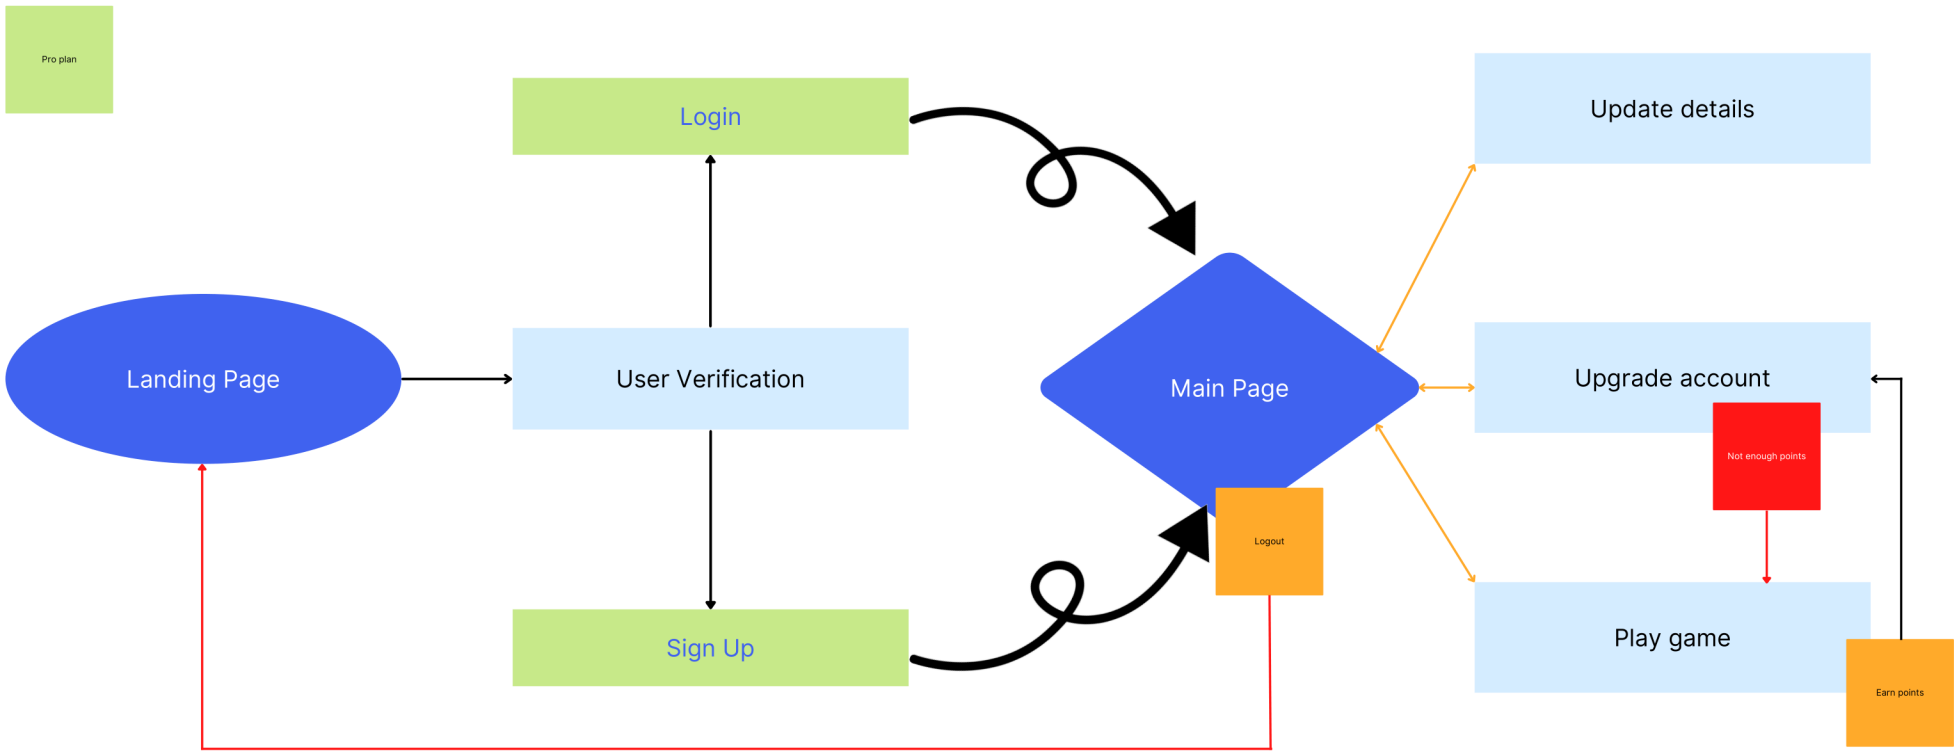 Pro plan
Login
Update details
Landing Page
User Verification
Main Page
Upgrade account
Not enough points
Logout
Sign Up
Play game
Earn points